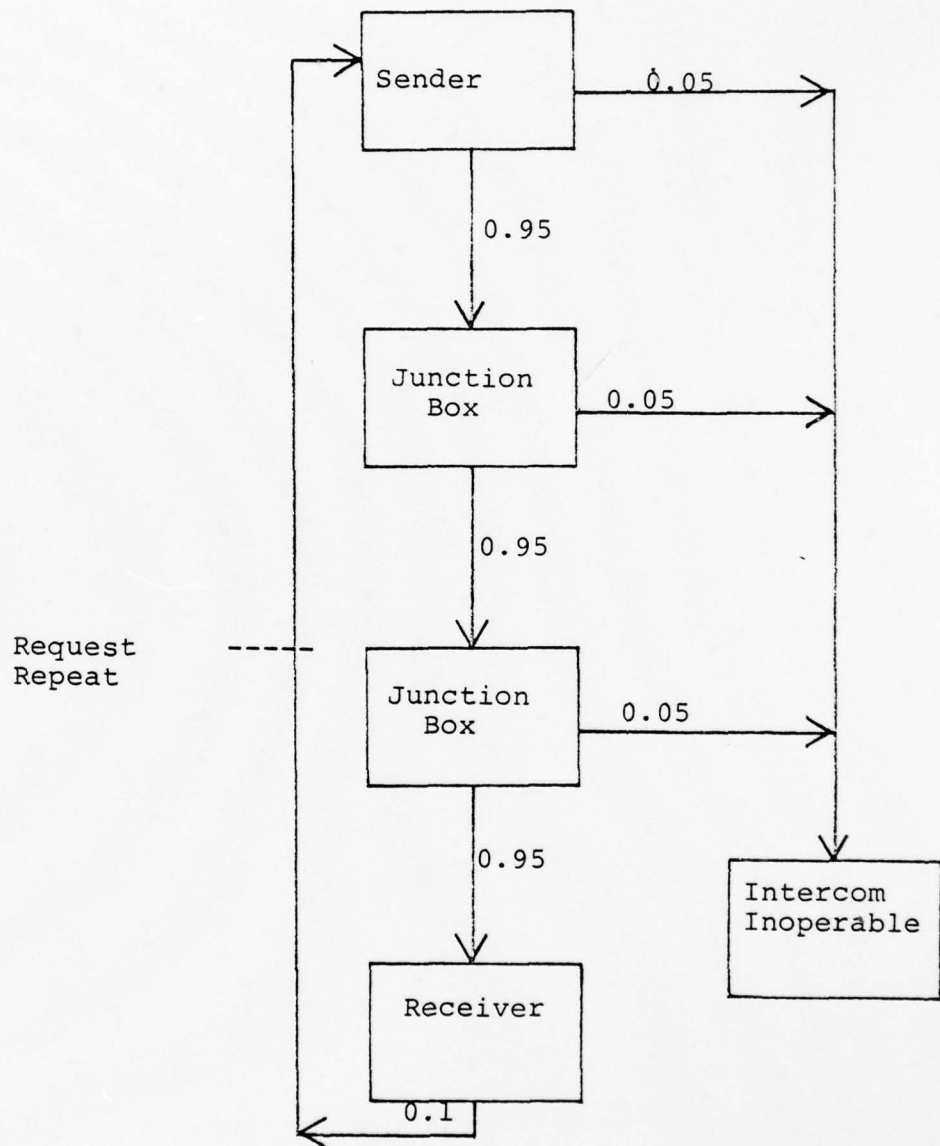 Sender
0.05
0.95
Junction
Box
0.05
0.95
Request
Repeat
Junction
Box
0.05
0.95
Intercom
Inoperable
Receiver
0.1